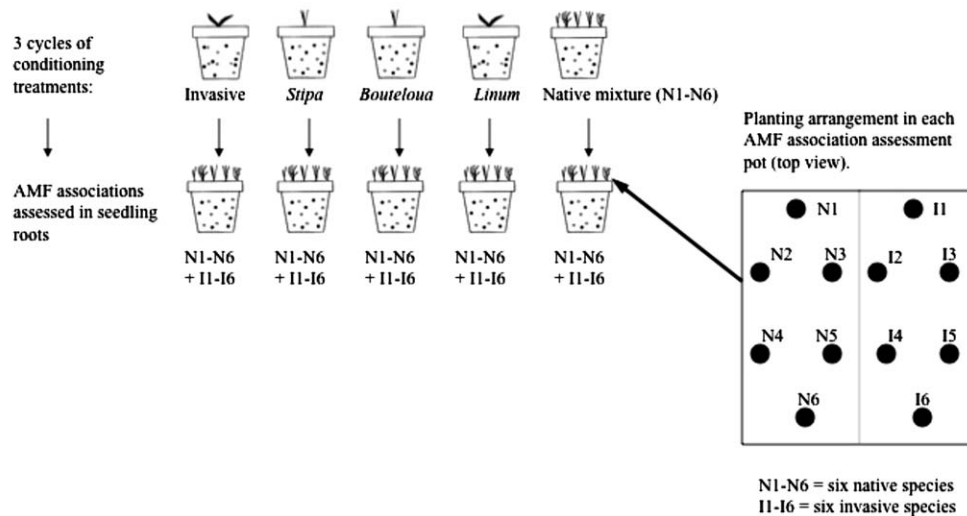 3 cycles of
conditioning
treatments:
Invasive
Stipa
Bouteloua
Linum
Native mixture (N1-N6)
AMF associations
assessed in seedling
roots
N1-N6
+ I1-I6
N1-N6
+ I1-I6
N1-N6
+ I1-I6
N1-N6
+ I1-I6
N1-N6
+ I1-I6
Planting arrangement in each
AMF association assessment
pot (top view).
N1
I1
N2
N3
I2
I3
N4
N5
I4
I5
N6
I6
N1-N6 = six native species
I1-I6 = six invasive species